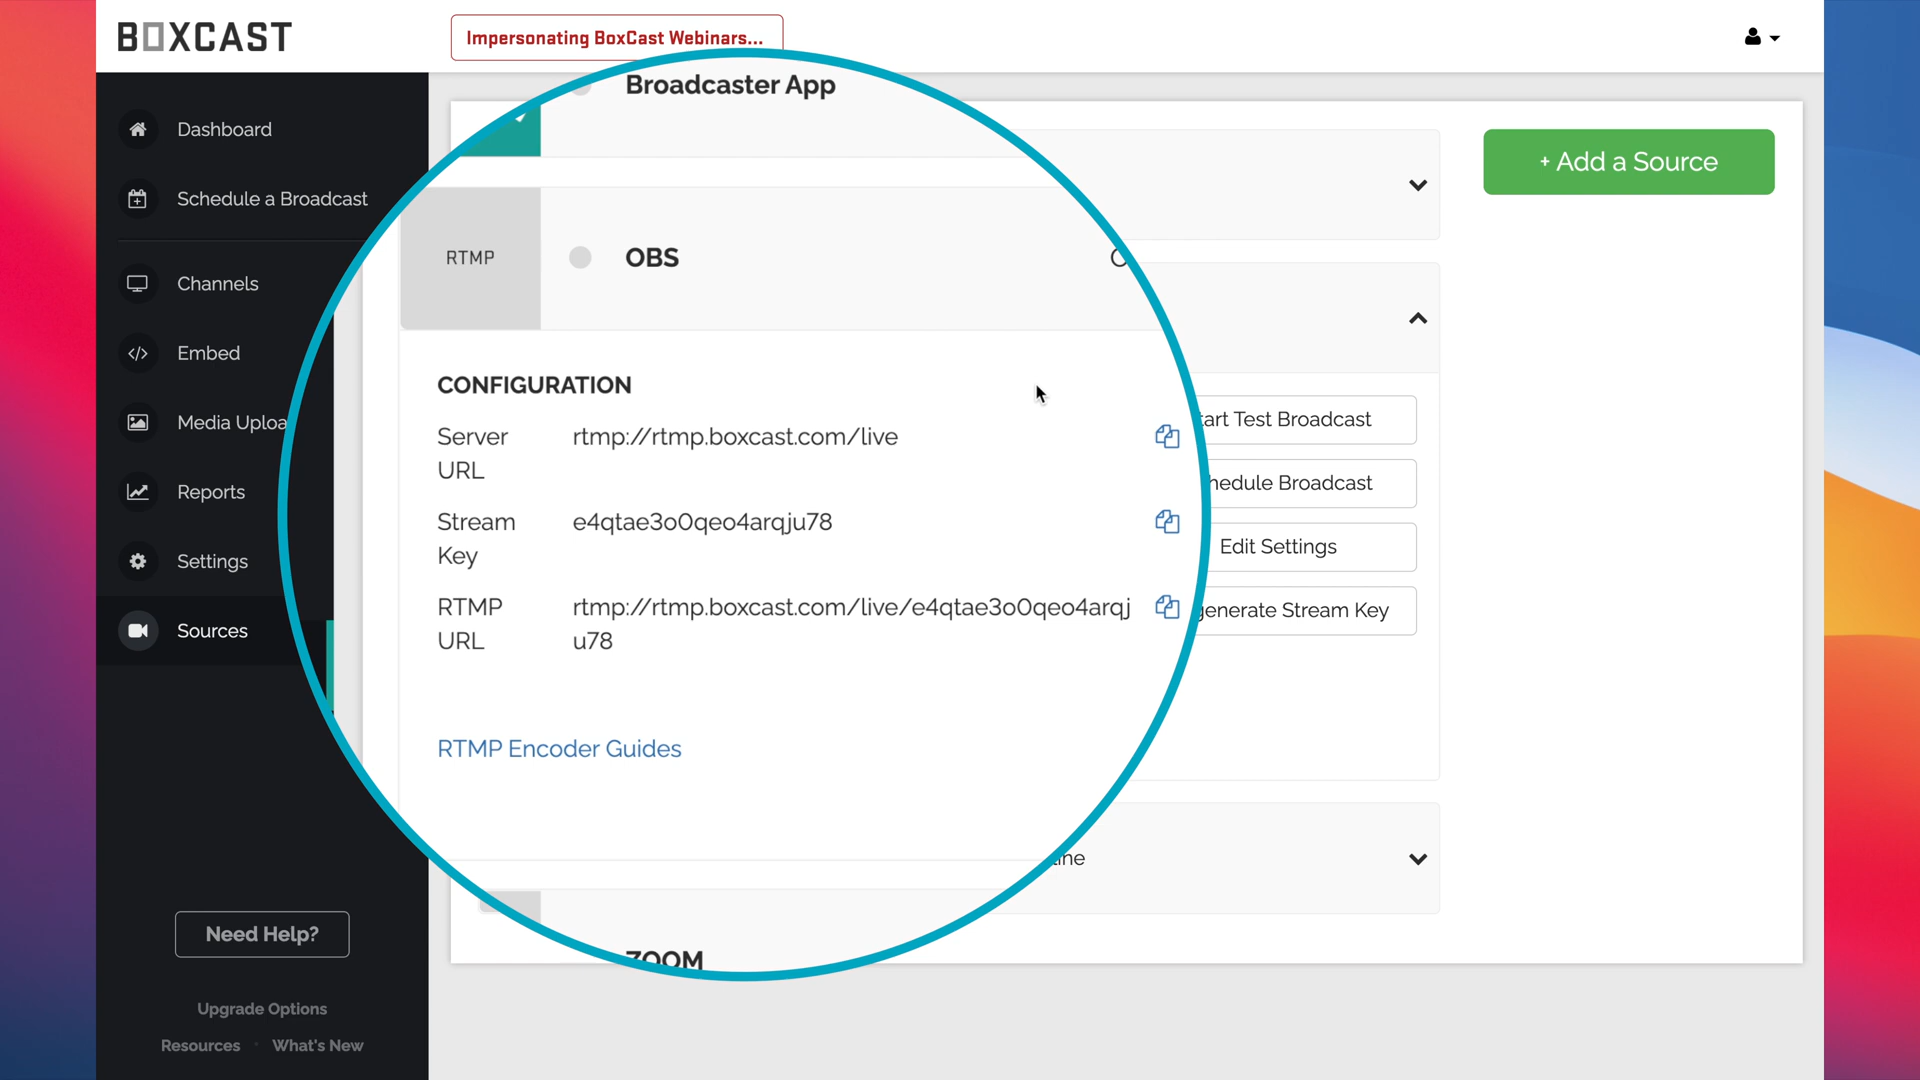 BOXCAST
Impersonating BoxCast Webinars...
Dashboard
Schedule a Broadcast
Channels
Embed
Media Uploa
Reports
Settings
Sources
Need Help?
Upgrade Options
Resources · What's New
Broadcaster App
+ Add a Source
RTMP
OBS
CONFIGURATION
Server
URL
rtmp://rtmp.boxcast.com/live
Stream
Key
e4qtae3o0qeo4arqju78
RTMP
URL
rtmp://rtmp.boxcast.com/live/e4qtae3o0qeo4arqj
u78
RTMP Encoder Guides
art Test Broadcast
hedule Broadcast
Edit Settings
generate Stream Key
ine
ZOOM